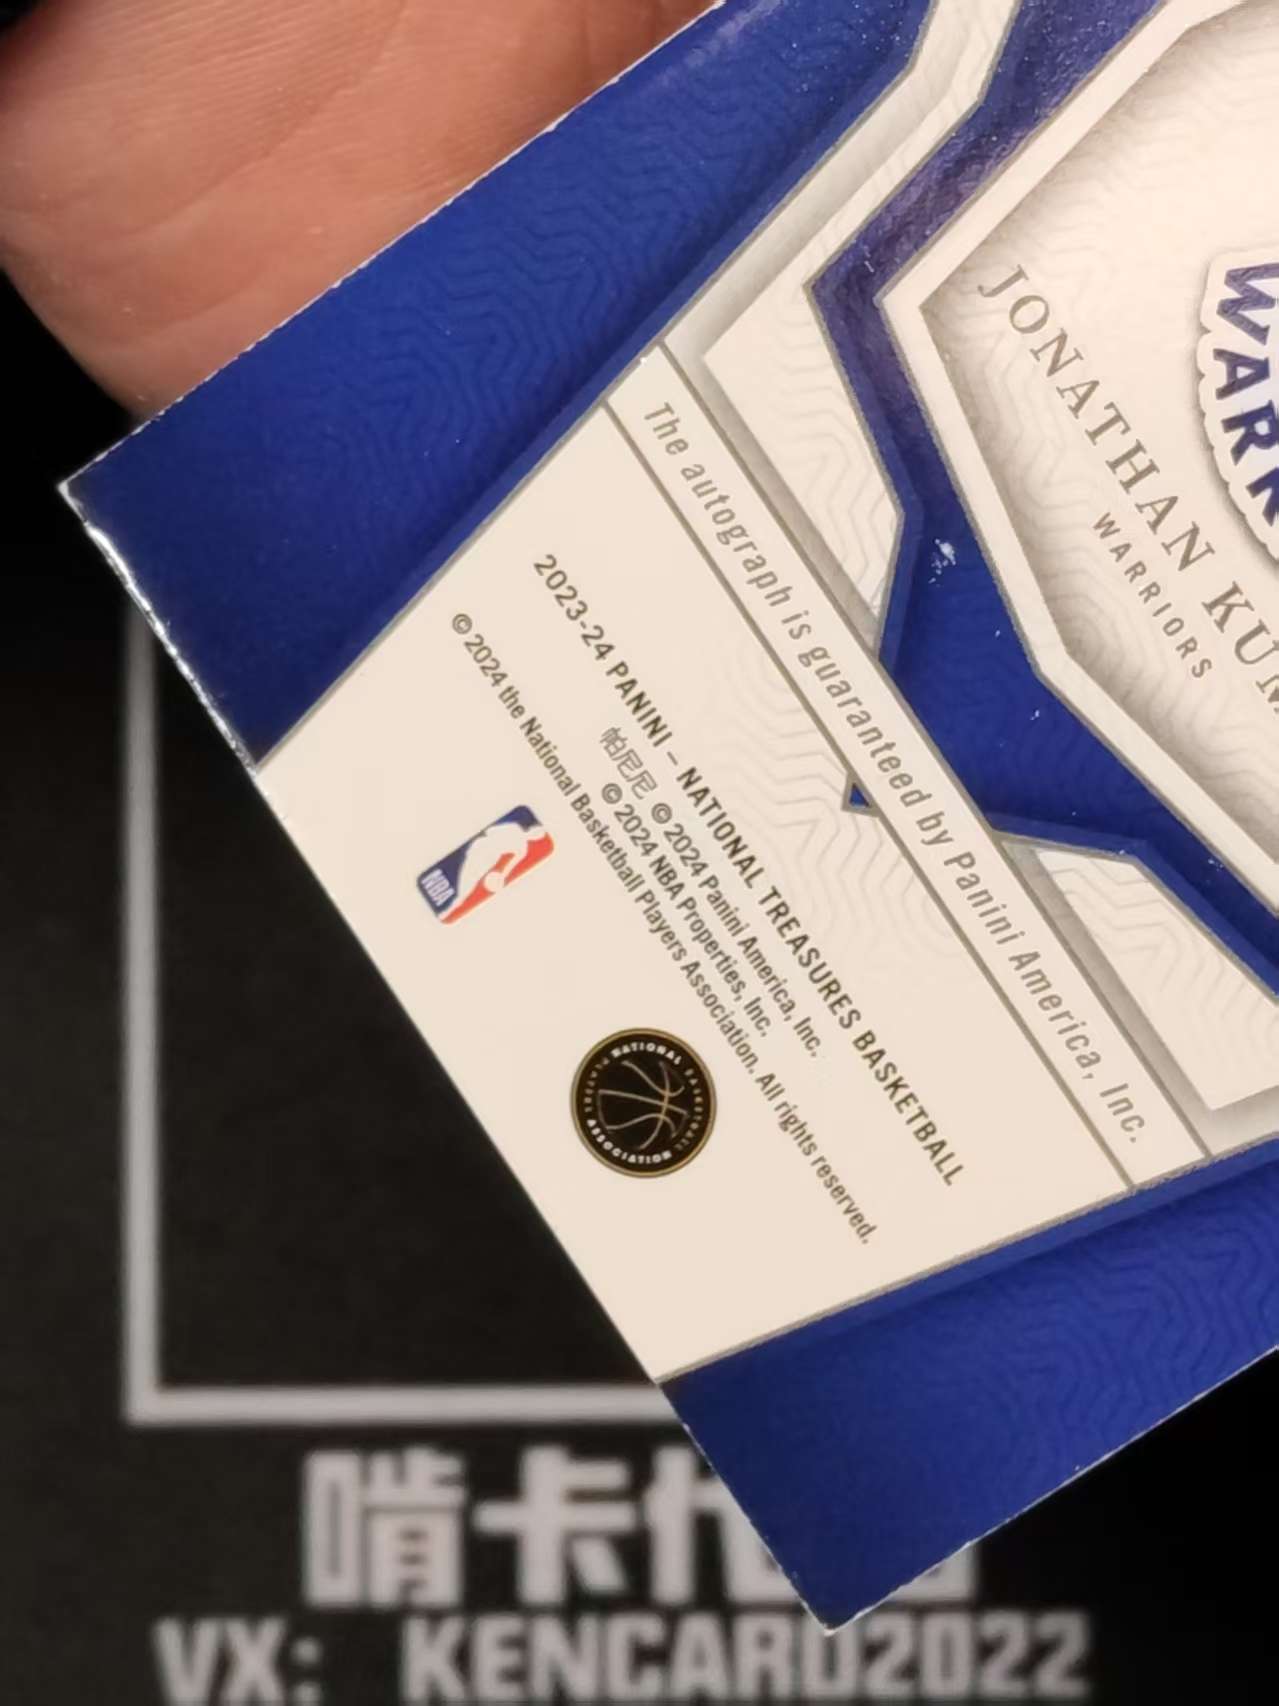 JONATHAN
WARRIORS
The autograph is guaranteed by Panini America, Inc.
2023-24 PANINI – NATIONAL TREASURES BASKETBALL
帕尼尼 © 2024 Panini America, Inc.
© 2024 NBA Properties, Inc.
© 2024 the National Basketball Players Association. All rights reserved.
NBA
NATIONAL BASKETBALL
PLAYERS ASSOCIATION
啃卡
VX: KENCARD2022